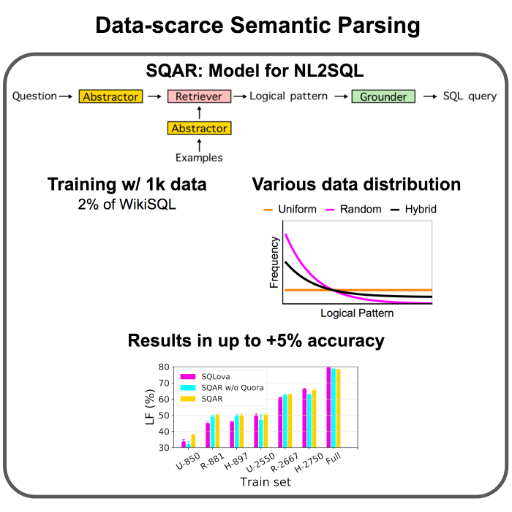 Data-scarce Semantic Parsing
SQAR: Model for NL2SQL
Question Abstractor Retriever Logical pattern Grounder SQL query
Abstractor
Examples
Training w/ 1k data
2% of WikiSQL
Various data distribution
Uniform Random Hybrid
Frequency
Logical Pattern
Results in up to +5% accuracy
LF (%)
80
70
60
50
40
30
SQLova
SQAR w/o Quora
SQAR
U-850 R-881 H-897 U-2550 R-2667 H-2750 Full
Train set